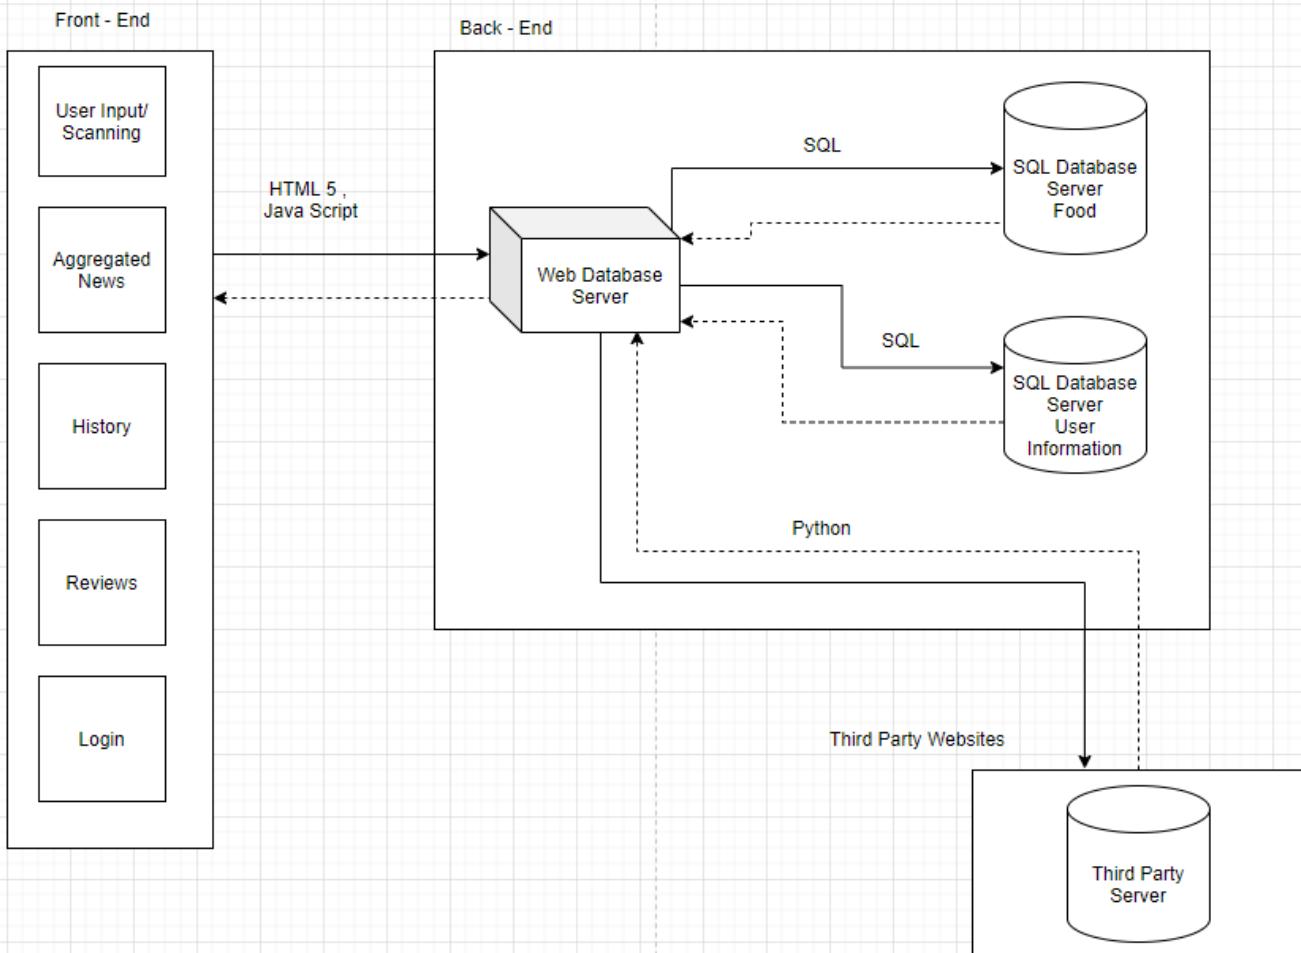 Front - End
Back - End
User Input/
Scanning
Aggregated
News
History
Reviews
Login
HTML 5 ,
Java Script
Web Database
Server
SQL
SQL Database
Server
Food
SQL
SQL Database
Server
User
Information
Python
Third Party Websites
Third Party
Server